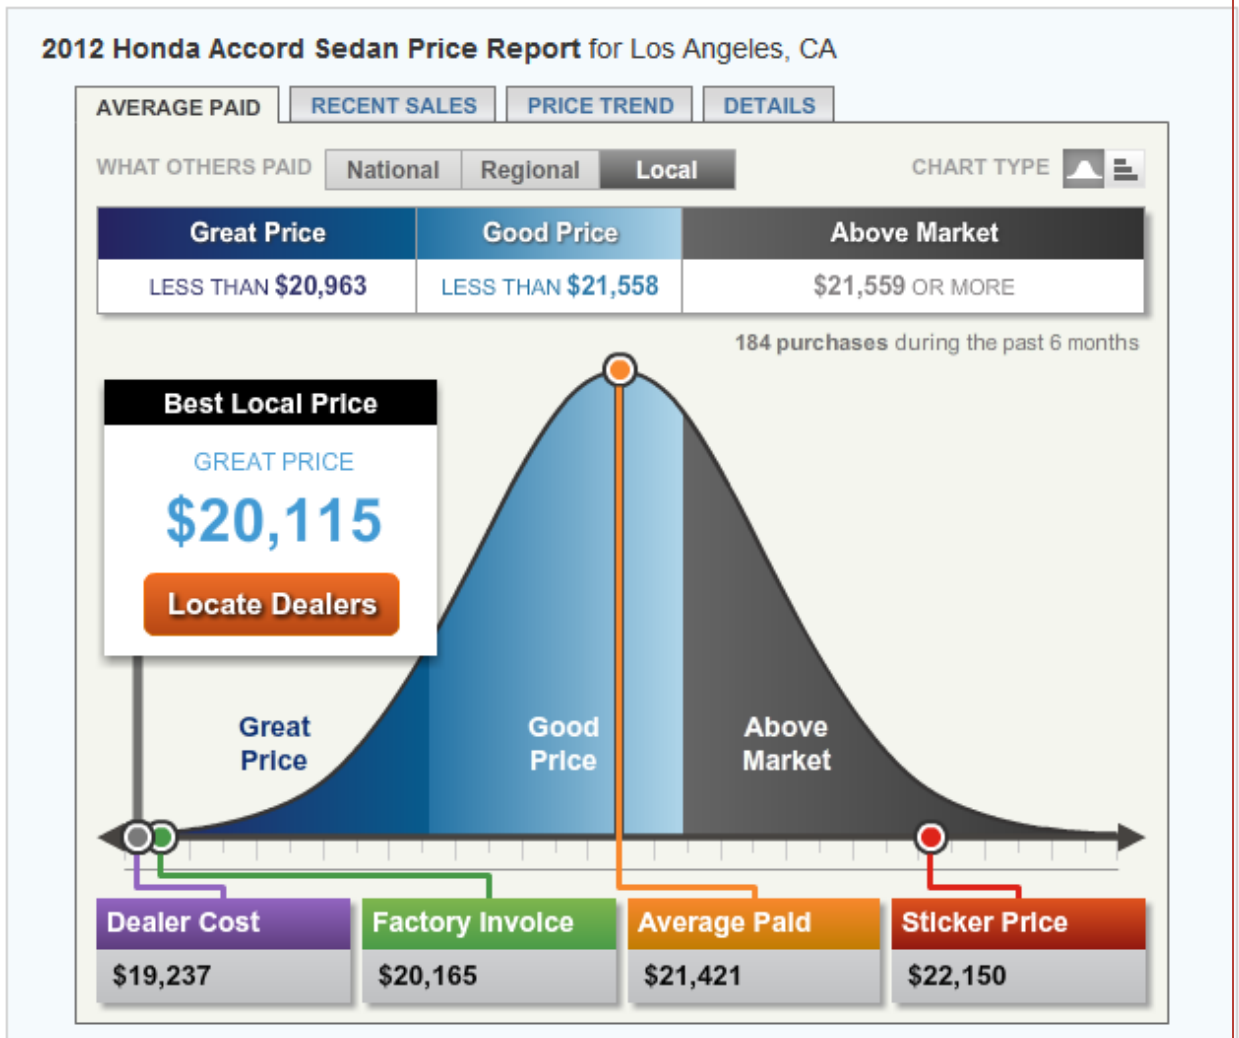 2012 Honda Accord Sedan Price Report for Los Angeles, CA
AVERAGE PAID RECENT SALES PRICE TREND DETAILS
WHAT OTHERS PAID National Regional Local CHART TYPE
Great Price Good Price Above Market
LESS THAN $20,963 LESS THAN $21,558 $21,559 OR MORE
184 purchases during the past 6 months
Best Local Price
GREAT PRICE
$20,115
Locate Dealers
Great Price
Good Price
Above Market
Dealer Cost Factory Invoice Average Paid Sticker Price
$19,237 $20,165 $21,421 $22,150